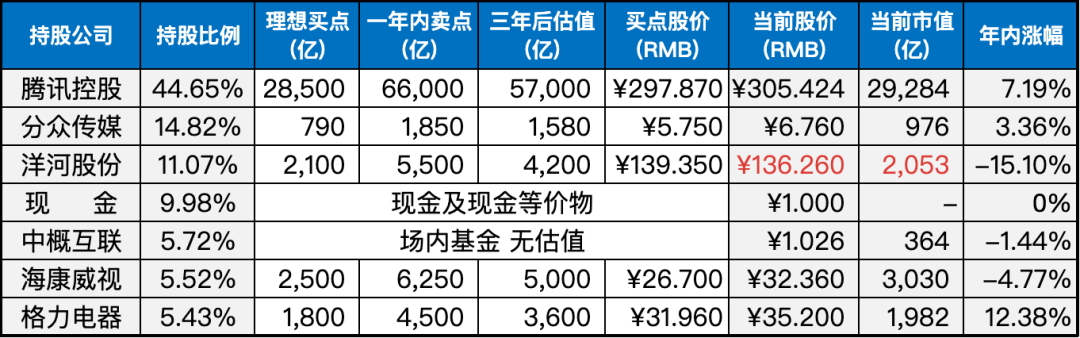 持股公司 持股比例 理想买点(亿) 一年内卖点(亿) 三年后估值(亿) 买点股价(RMB) 当前股价(RMB) 当前市值(亿) 年内涨幅
腾讯控股 44.65% 28,500 66,000 57,000 ¥297.870 ¥305.424 29,284 7.19%
分众传媒 14.82% 790 1,850 1,580 ¥5.750 ¥6.760 976 3.36%
洋河股份 11.07% 2,100 5,500 4,200 ¥139.350 ¥136.260 2,053 –15.10%
现 金 9.98% 现金及现金等价物 ¥1.000 – 0%
中概互联 5.72% 场内基金 无估值 ¥1.026 364 –1.44%
海康威视 5.52% 2,500 6,250 5,000 ¥26.700 ¥32.360 3,030 –4.77%
格力电器 5.43% 1,800 4,500 3,600 ¥31.960 ¥35.200 1,982 12.38%